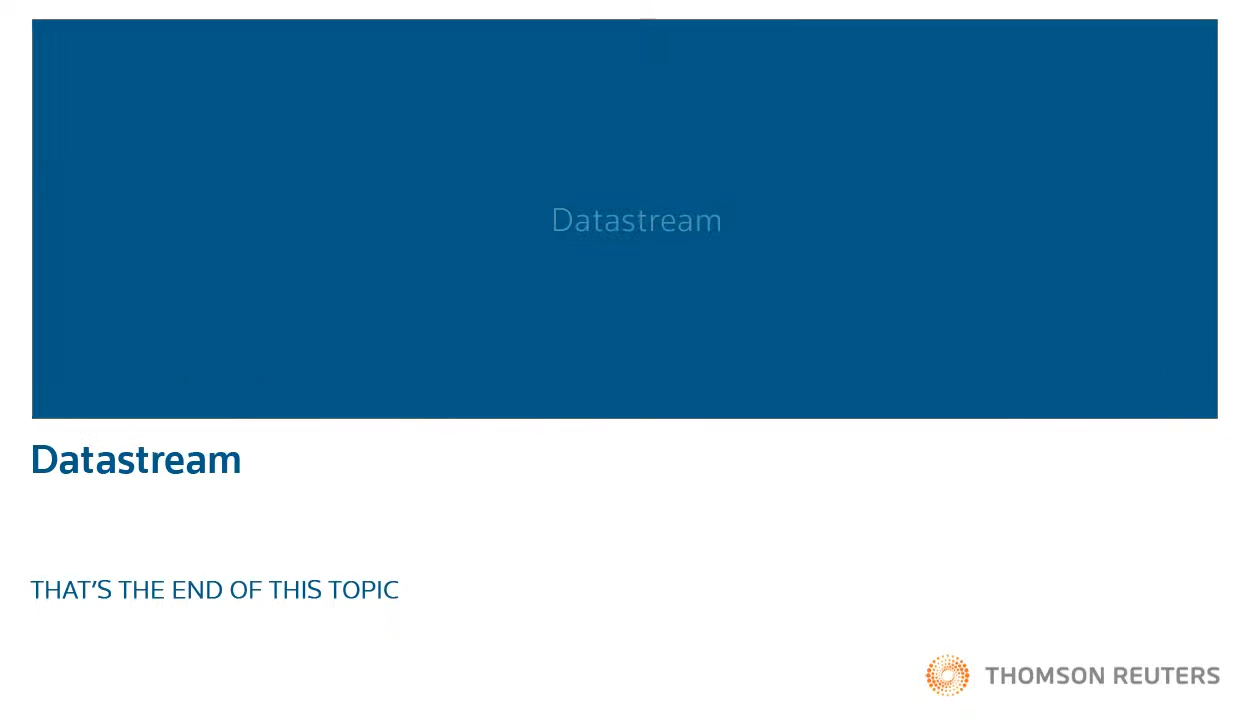 Datastream
Datastream
THAT'S THE END OF THIS TOPIC
THOMSON REUTERS